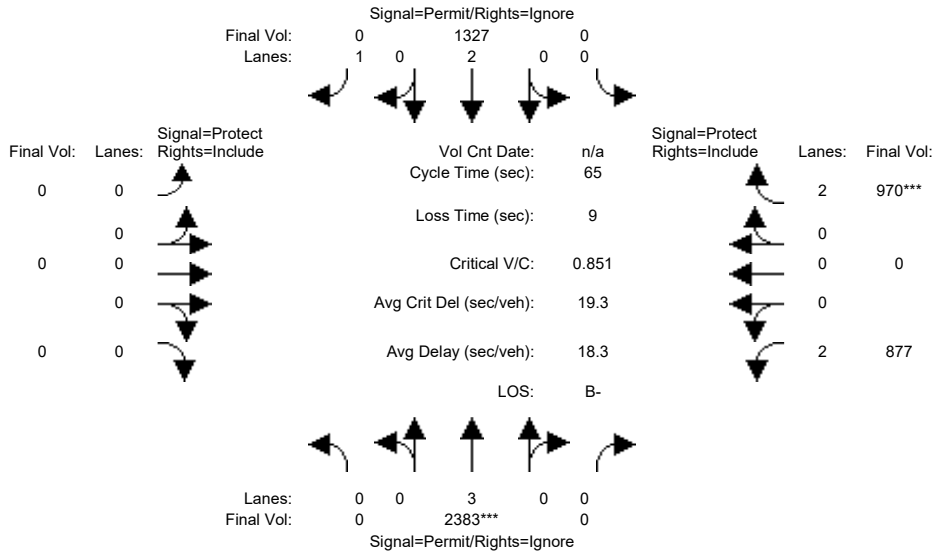 Signal=Permit/Rights=Ignore
Final Vol: 0 1327 0
Lanes: 1 0 2 0 0
Signal=Protect
Final Vol: Lanes: Rights=Include
Vol Cnt Date: n/a
Signal=Protect
Rights=Include Lanes: Final Vol:
Cycle Time (sec): 65
0 0
2 970***
Loss Time (sec): 9
0
0
0 0
Critical V/C: 0.851
0 0
0
Avg Crit Del (sec/veh): 19.3
0
0 0
Avg Delay (sec/veh): 18.3
2 877
LOS: B-
Lanes: 0 0 3 0 0
Final Vol: 0 2383*** 0
Signal=Permit/Rights=Ignore